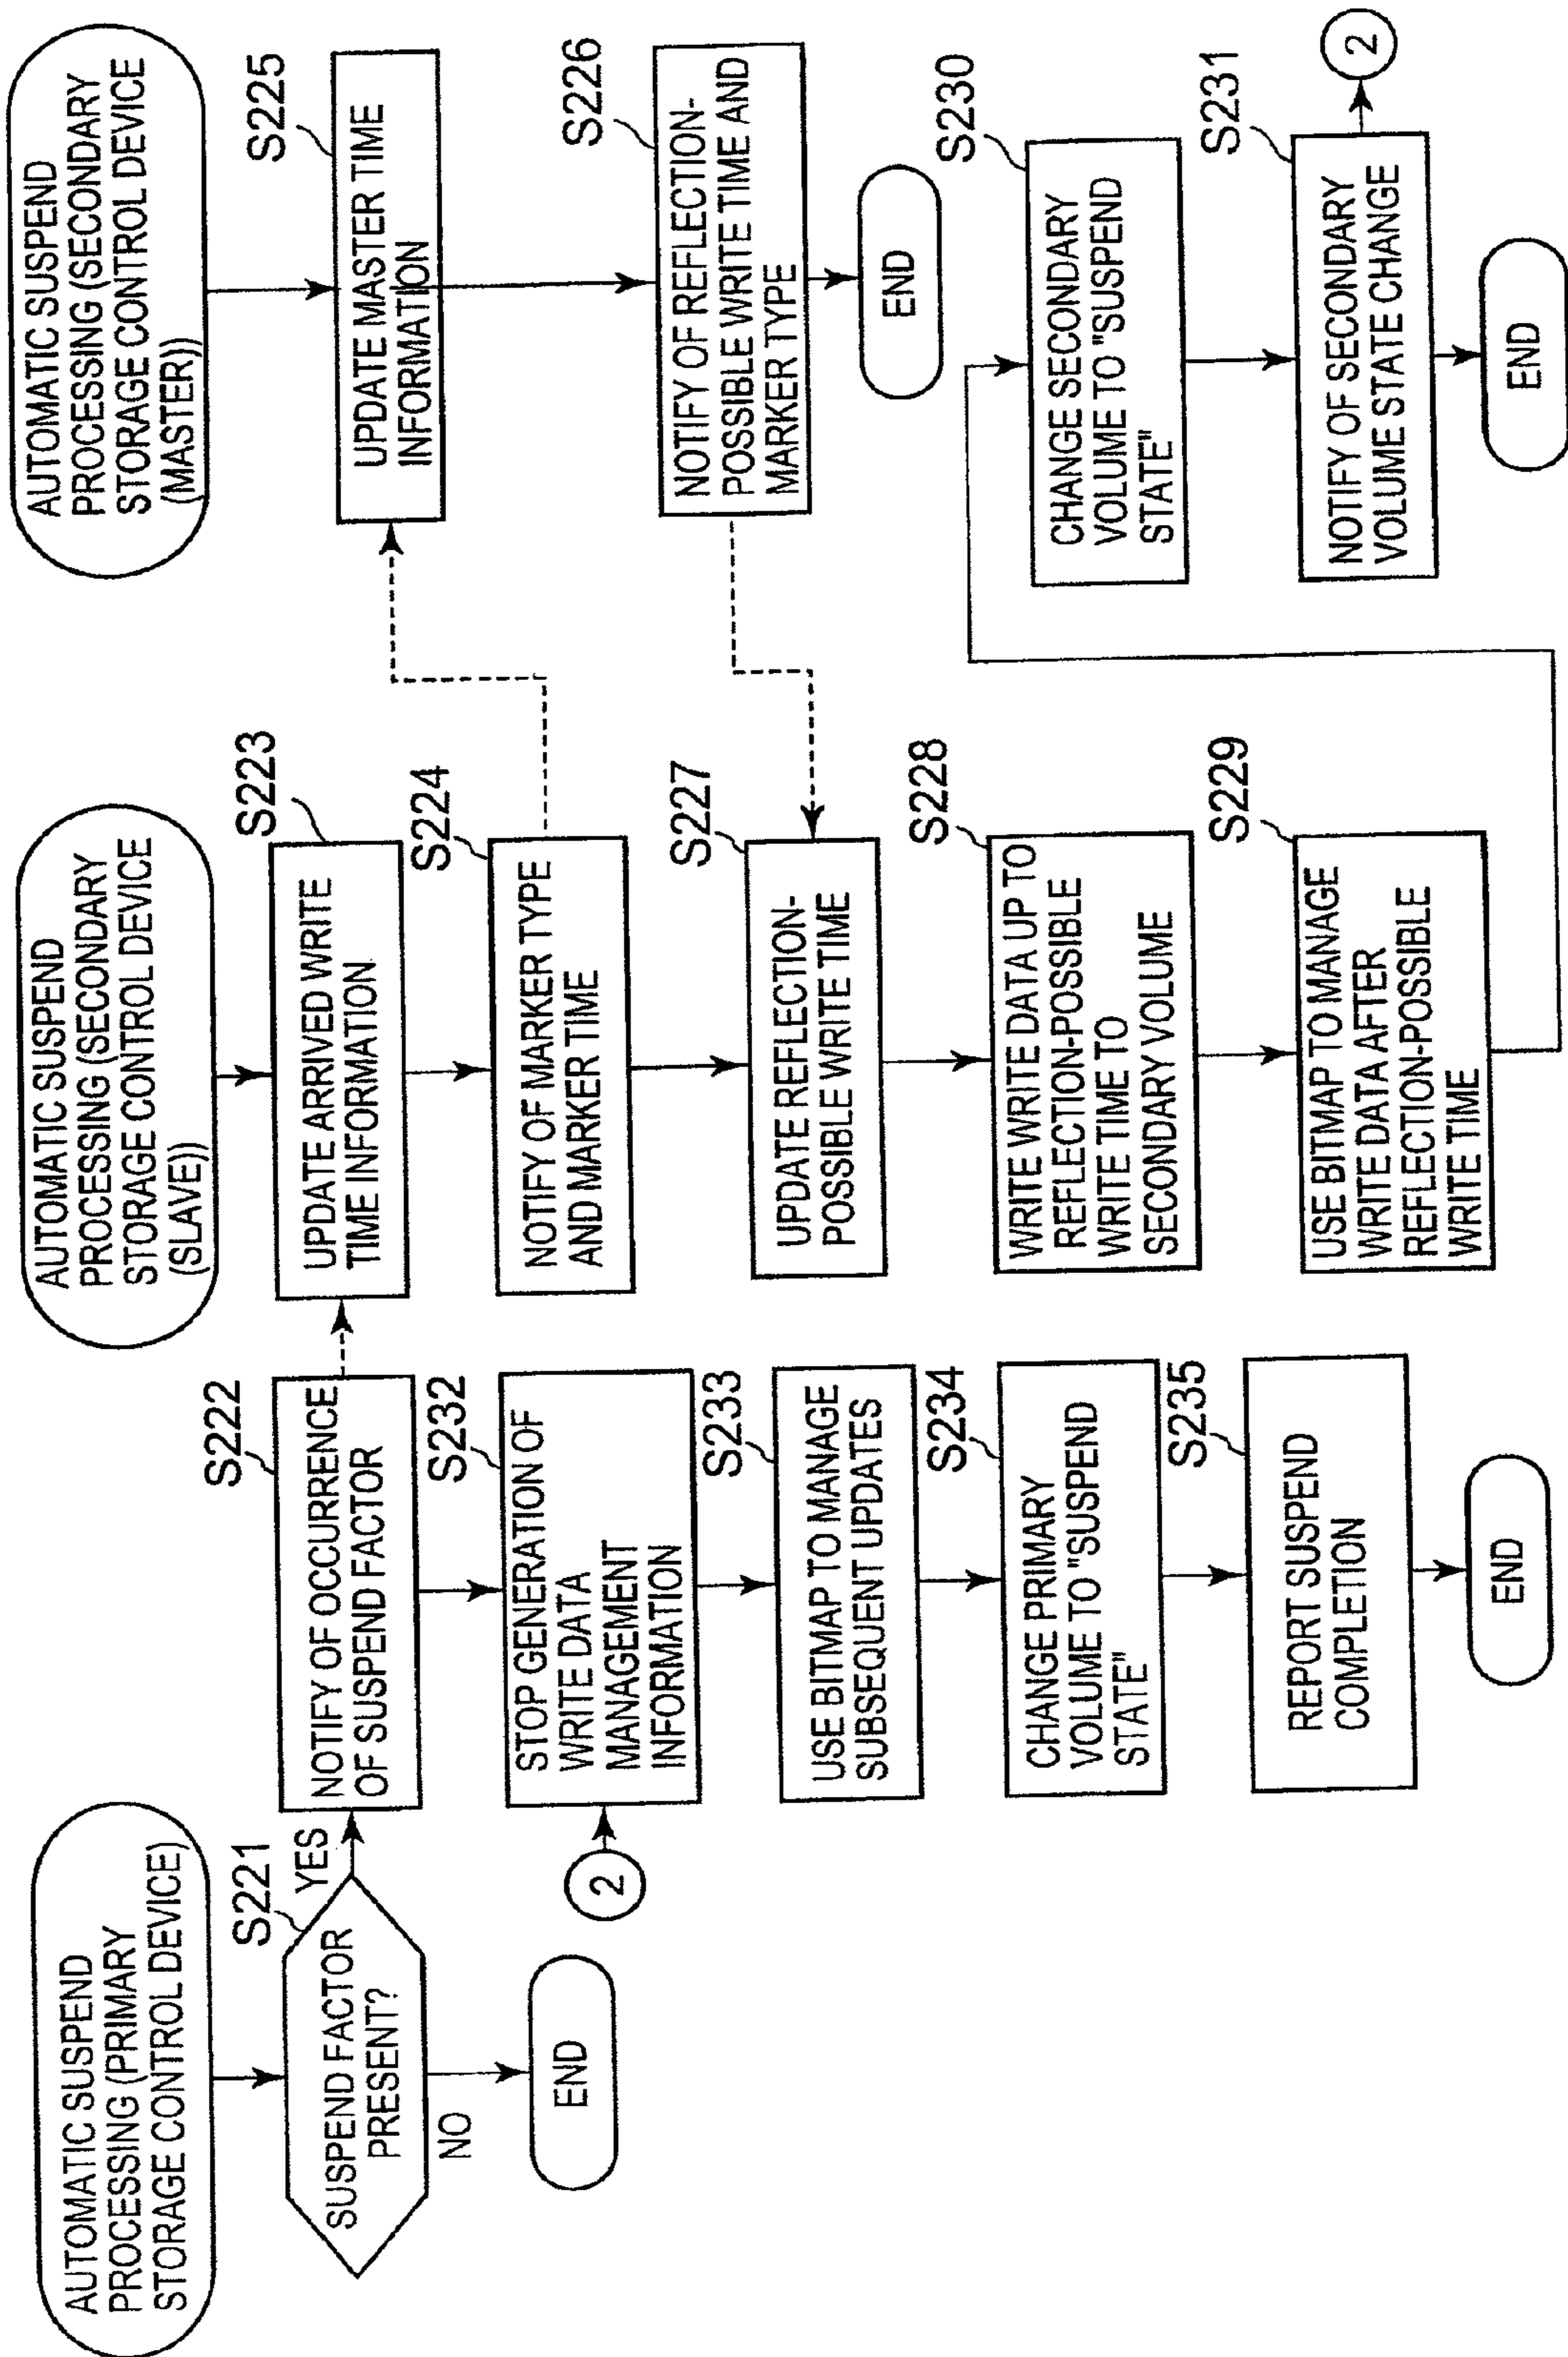 AUTOMATIC SUSPEND
PROCESSING (PRIMARY
STORAGE CONTROL DEVICE)
S221
SUSPEND FACTOR
PRESENT?
YES
NO
END
S222
NOTIFY OF OCCURRENCE
OF SUSPEND FACTOR
2
S232
STOP GENERATION OF
WRITE DATA
MANAGEMENT
INFORMATION
S233
USE BITMAP TO MANAGE
SUBSEQUENT UPDATES
S234
CHANGE PRIMARY
VOLUME TO "SUSPEND
STATE"
S235
REPORT SUSPEND
COMPLETION
END
AUTOMATIC SUSPEND
PROCESSING (SECONDARY
STORAGE CONTROL DEVICE
(SLAVE))
S223
UPDATE ARRIVED WRITE
TIME INFORMATION
S224
NOTIFY OF MARKER TYPE
AND MARKER TIME
S227
UPDATE REFLECTION-
POSSIBLE WRITE TIME
S228
WRITE WRITE DATA UP TO
REFLECTION-POSSIBLE
WRITE TIME TO
SECONDARY VOLUME
S229
USE BITMAP TO MANAGE
WRITE DATA AFTER
REFLECTION-POSSIBLE
WRITE TIME
AUTOMATIC SUSPEND
PROCESSING (SECONDARY
STORAGE CONTROL DEVICE
(MASTER))
S225
UPDATE MASTER TIME
INFORMATION
S226
NOTIFY OF REFLECTION-
POSSIBLE WRITE TIME AND
MARKER TYPE
END
S230
CHANGE SECONDARY
VOLUME TO "SUSPEND
STATE"
S231
NOTIFY OF SECONDARY
VOLUME STATE CHANGE
2
END